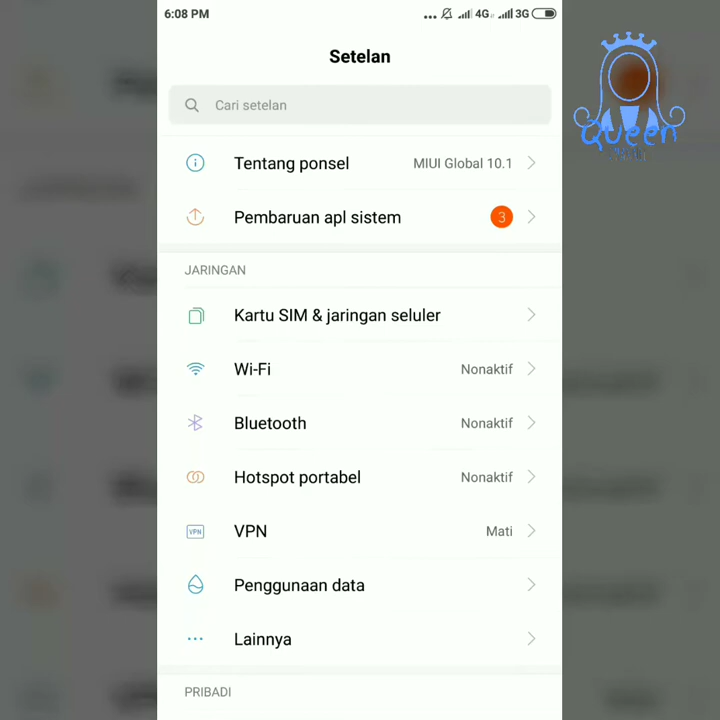 6:08 PM
4G 3G
Setelan
Cari setelan
Tentang ponsel MIUI Global 10.1
Pembaruan apl sistem 3
JARINGAN
Kartu SIM & jaringan seluler
Wi-Fi Nonaktif
Bluetooth Nonaktif
Hotspot portabel Nonaktif
VPN VPN Mati
Penggunaan data
Lainnya
PRIBADI
Queen